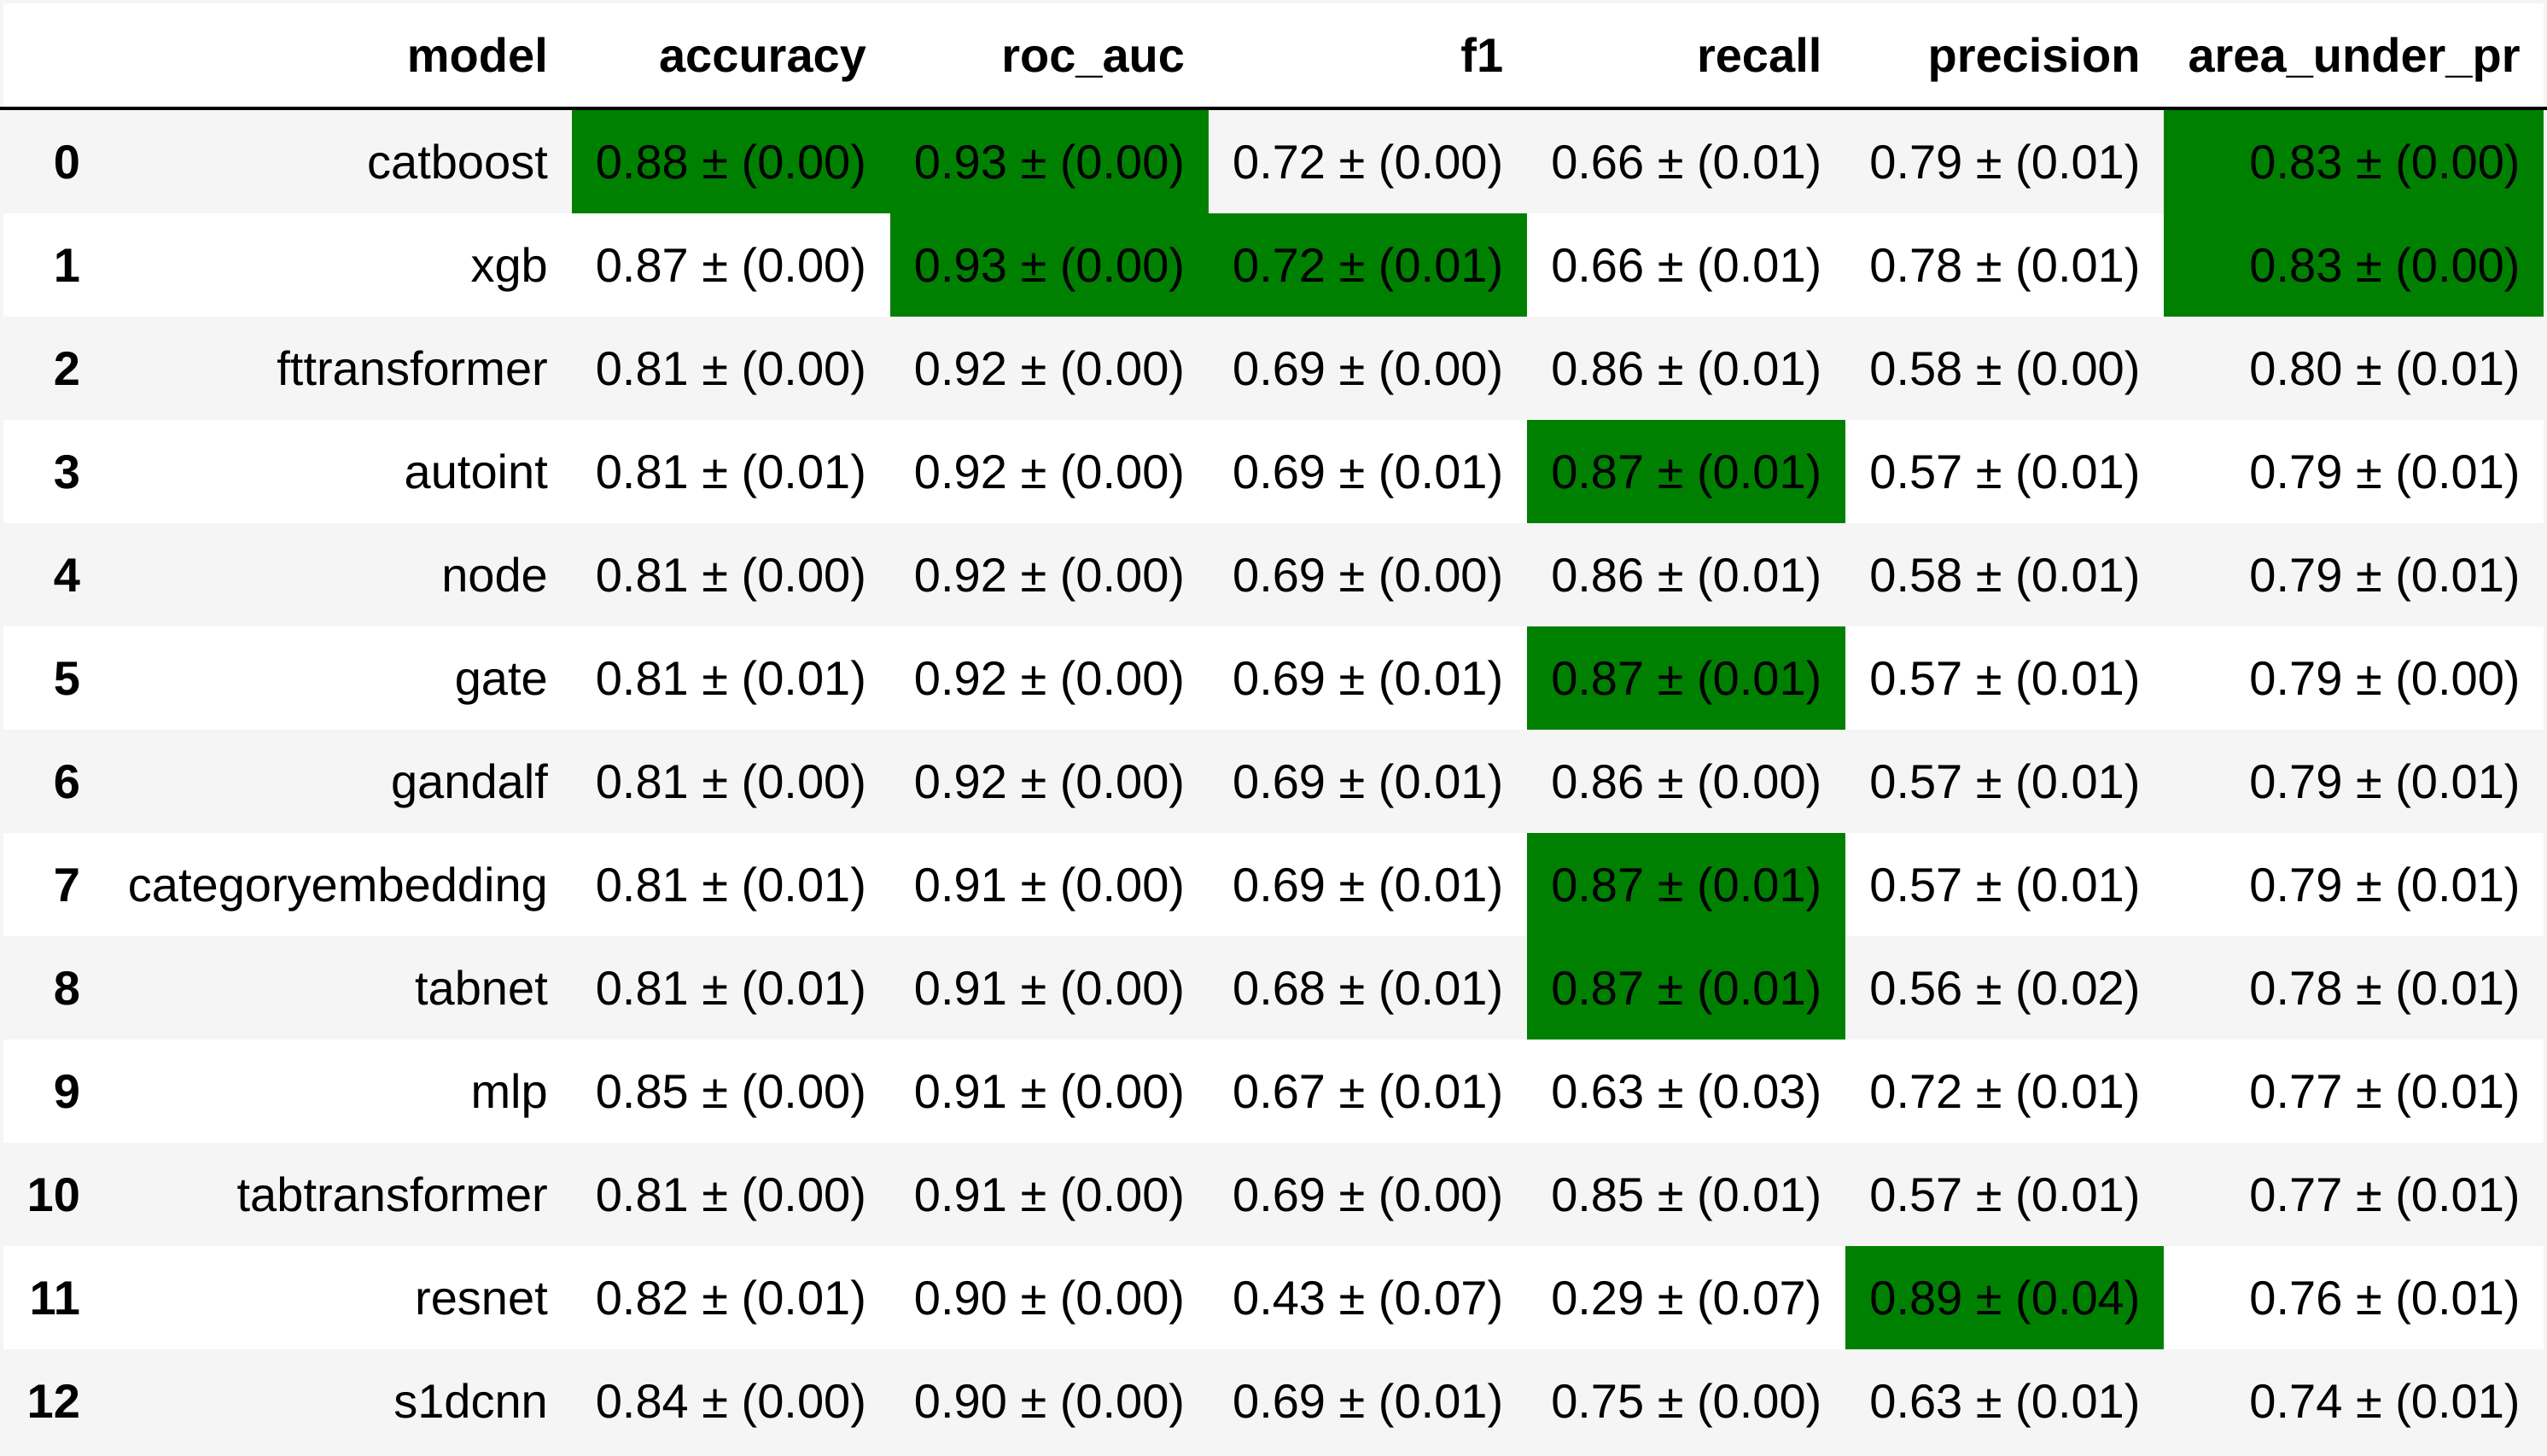 model accuracy roc_auc f1 recall precision area_under_pr
0 catboost 0.88 ± (0.00) 0.93 ± (0.00) 0.72 ± (0.00) 0.66 ± (0.01) 0.79 ± (0.01) 0.83 ± (0.00)
1 xgb 0.87 ± (0.00) 0.93 ± (0.00) 0.72 ± (0.01) 0.66 ± (0.01) 0.78 ± (0.01) 0.83 ± (0.00)
2 fttransformer 0.81 ± (0.00) 0.92 ± (0.00) 0.69 ± (0.00) 0.86 ± (0.01) 0.58 ± (0.00) 0.80 ± (0.01)
3 autoint 0.81 ± (0.01) 0.92 ± (0.00) 0.69 ± (0.01) 0.87 ± (0.01) 0.57 ± (0.01) 0.79 ± (0.01)
4 node 0.81 ± (0.00) 0.92 ± (0.00) 0.69 ± (0.00) 0.86 ± (0.01) 0.58 ± (0.01) 0.79 ± (0.01)
5 gate 0.81 ± (0.01) 0.92 ± (0.00) 0.69 ± (0.01) 0.87 ± (0.01) 0.57 ± (0.01) 0.79 ± (0.00)
6 gandalf 0.81 ± (0.00) 0.92 ± (0.00) 0.69 ± (0.01) 0.86 ± (0.00) 0.57 ± (0.01) 0.79 ± (0.01)
7 categoryembedding 0.81 ± (0.01) 0.91 ± (0.00) 0.69 ± (0.01) 0.87 ± (0.01) 0.57 ± (0.01) 0.79 ± (0.01)
8 tabnet 0.81 ± (0.01) 0.91 ± (0.00) 0.68 ± (0.01) 0.87 ± (0.01) 0.56 ± (0.02) 0.78 ± (0.01)
9 mlp 0.85 ± (0.00) 0.91 ± (0.00) 0.67 ± (0.01) 0.63 ± (0.03) 0.72 ± (0.01) 0.77 ± (0.01)
10 tabtransformer 0.81 ± (0.00) 0.91 ± (0.00) 0.69 ± (0.00) 0.85 ± (0.01) 0.57 ± (0.01) 0.77 ± (0.01)
11 resnet 0.82 ± (0.01) 0.90 ± (0.00) 0.43 ± (0.07) 0.29 ± (0.07) 0.89 ± (0.04) 0.76 ± (0.01)
12 s1dcnn 0.84 ± (0.00) 0.90 ± (0.00) 0.69 ± (0.01) 0.75 ± (0.00) 0.63 ± (0.01) 0.74 ± (0.01)